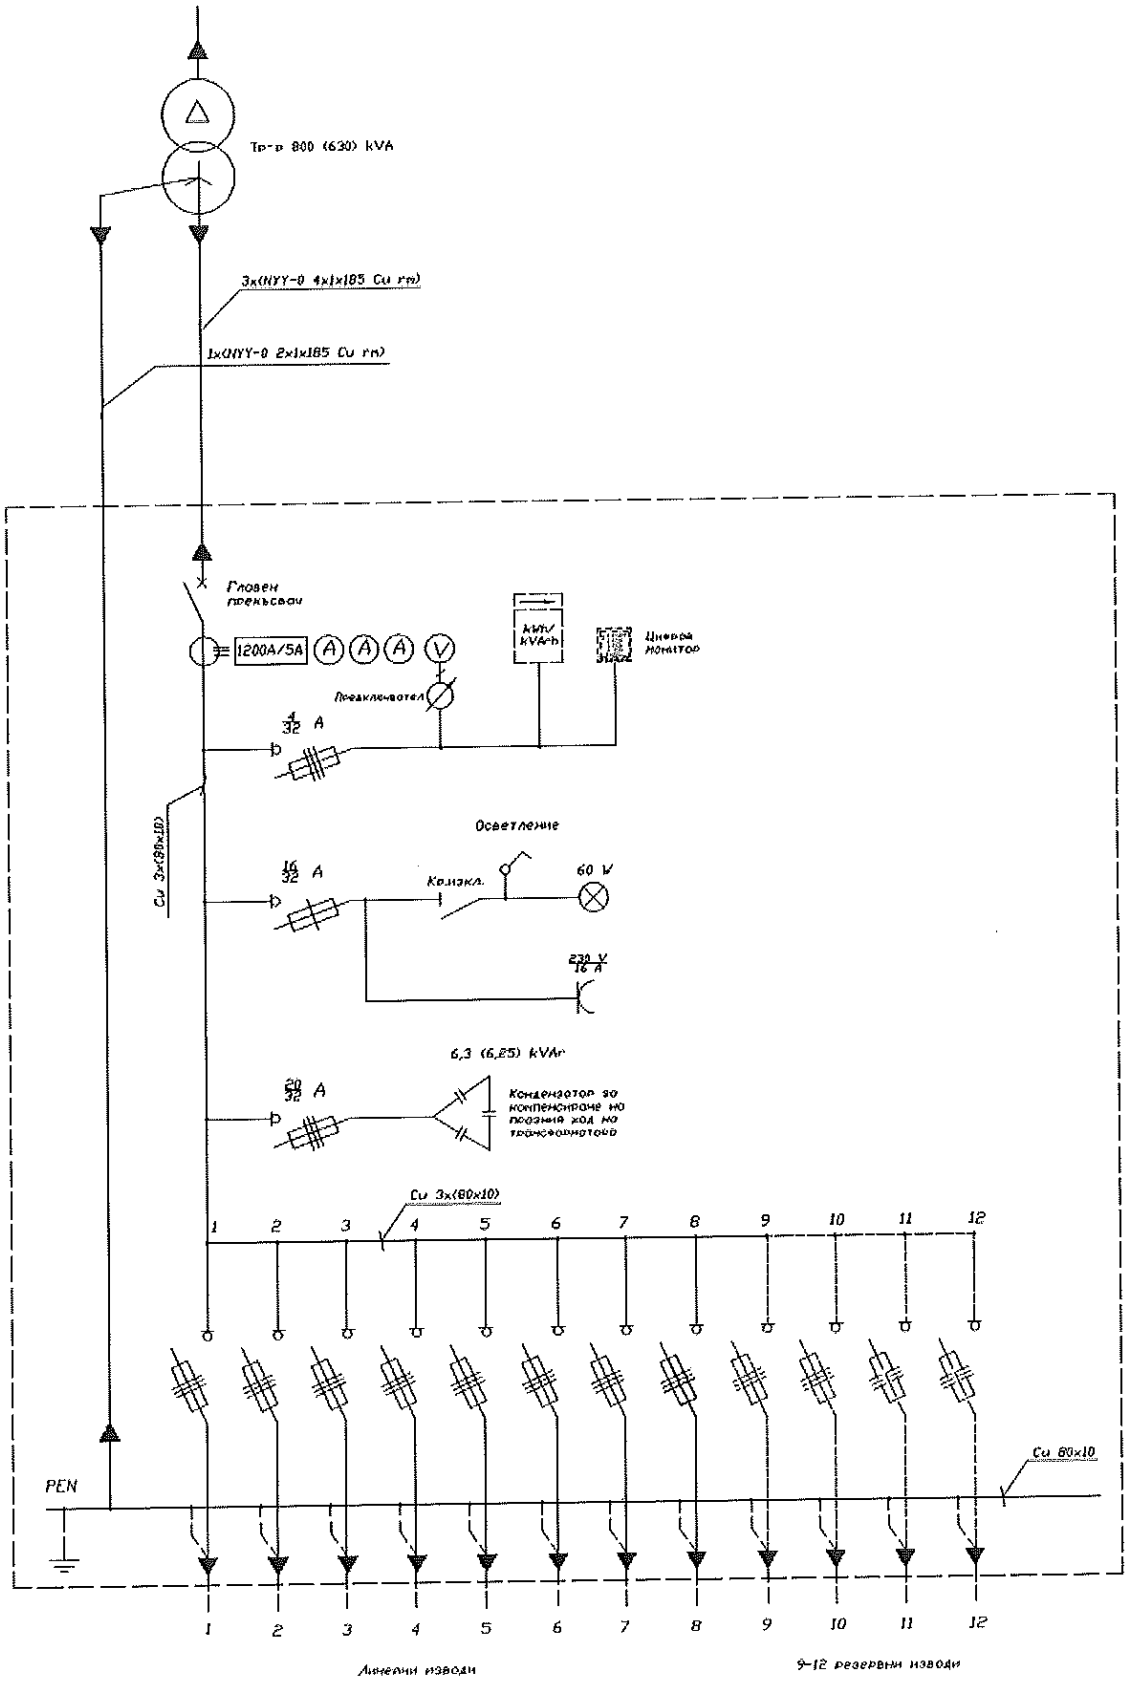 Тр-р 800 (630) kVA
3x(NYY-0 4x1x185 Cu rm)
1x(NYY-0 2x1x185 Cu rm)
Главен
прекъсвач
1200A/5A
A
A
A
V
kWh/
kVArh
Цифров
монитор
Превключвател
4
32
A
Cu 3x(80x10)
Осветление
16
32
A
Кр.изкл.
60 W
230 V
16 A
6,3 (6,25) kVAr
20
32
A
Кондензатор за
компенсиране на
празния ход на
трансформатора
Cu 3x(80x10)
1 2 3 4 5 6 7 8 9 10 11 12
Cu 80x10
PEN
1 2 3 4 5 6 7 8 9 10 11 12
Линейни изводи
9-12 резервни изводи